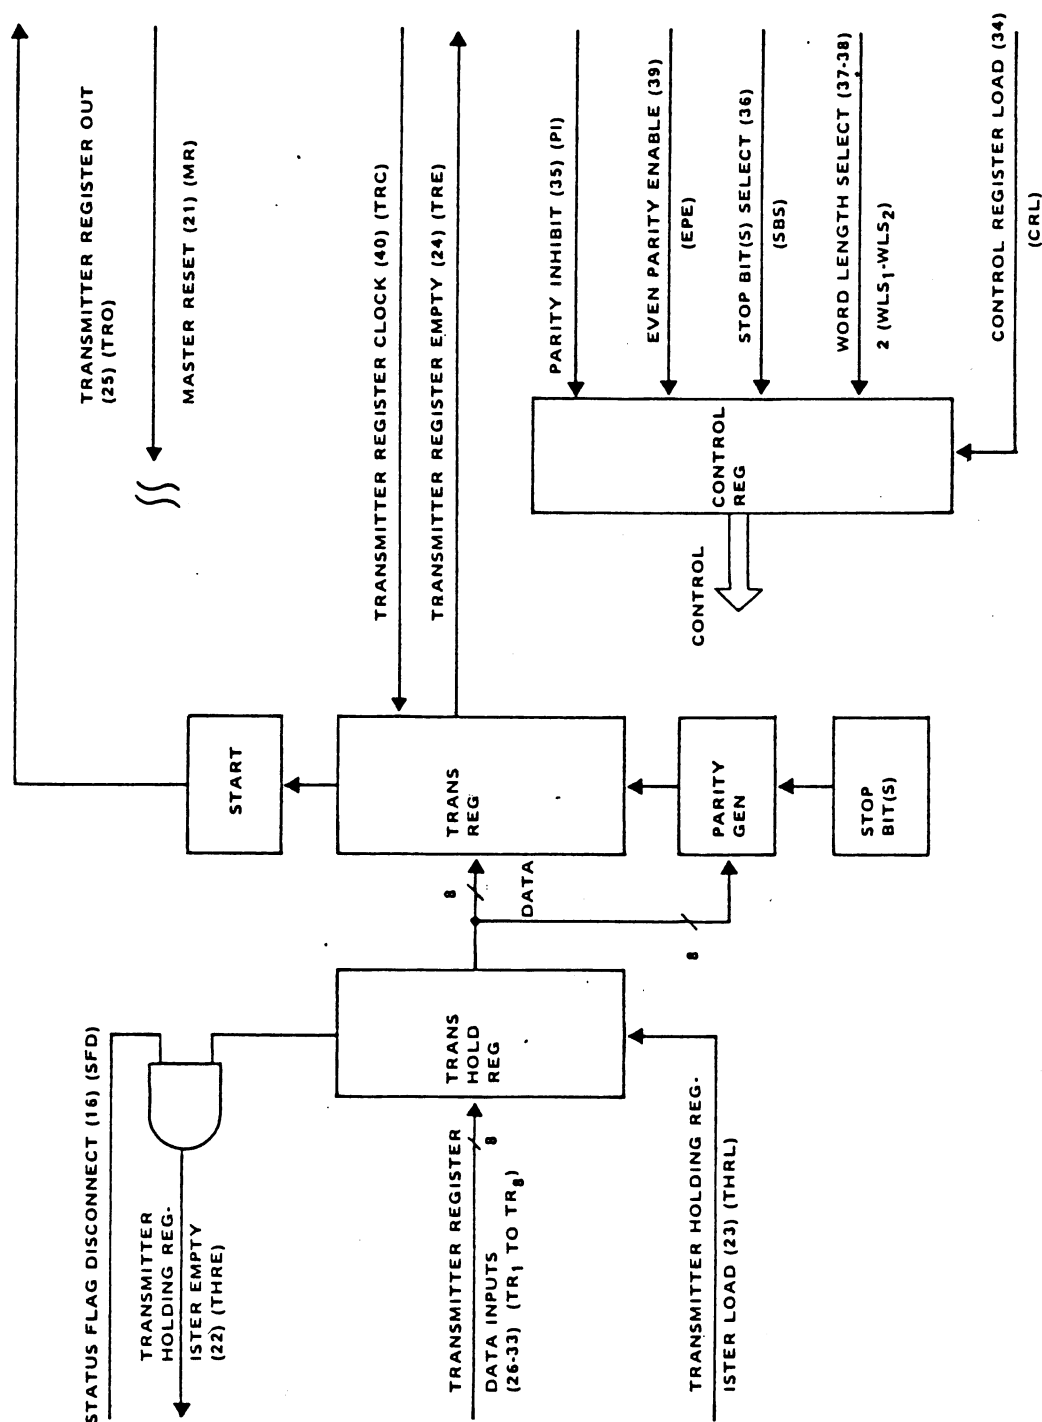 STATUS FLAG DISCONNECT (16) (SFD)
TRANSMITTER
HOLDING REG-
ISTER EMPTY
(22) (THRE)
TRANSMITTER REGISTER
8
DATA INPUTS
(26-33) (TR1 TO TR8)
TRANSMITTER HOLDING REG-
ISTER LOAD (23) (THRL)
TRANS
HOLD
REG
8
DATA
8
START
TRANS
REG
PARITY
GEN
STOP
BIT(S)
TRANSMITTER REGISTER OUT
(25) (TRO)
MASTER RESET (21) (MR)
TRANSMITTER REGISTER CLOCK (40) (TRC)
TRANSMITTER REGISTER EMPTY (24) (TRE)
CONTROL
CONTROL
REG
PARITY INHIBIT (35) (PI)
EVEN PARITY ENABLE (39)
(EPE)
STOP BIT(S) SELECT (36)
(SBS)
WORD LENGTH SELECT (37-38)
2 (WLS1-WLS2)
CONTROL REGISTER LOAD (34)
(CRL)